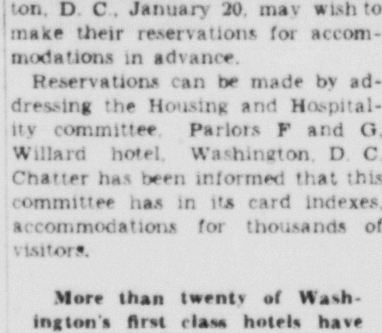 ton, D. C., January 20, may wish to
make their reservations for accom-
modations in advance.
Reservations can be made by ad-
dressing the Housing and Hospital-
ity committee, Parlors F and G,
Willard hotel, Washington, D. C.
Chatter has been informed that this
committee has in its card indexes,
accommodations for thousands of
visitors.
More than twenty of Wash-
ington's first class hotels have